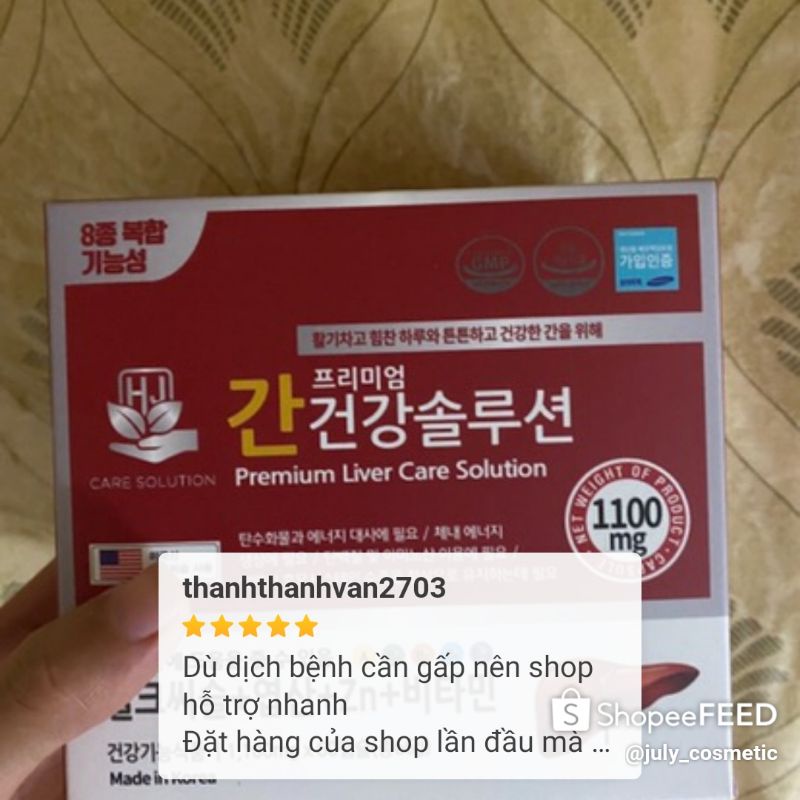 8종 복합
기능성
GMP
가입인증
활기차고 힘찬 하루와 튼튼하고 건강한 간을 위해
HJ
CARE SOLUTION
프리미엄
간건강솔루션
Premium Liver Care Solution
NET WEIGHT OF PRODUCT · CAPSULE
1100
mg
탄수화물과 에너지 대사에 필요 / 체내 에너지
thanhthanhvan2703
Dù dịch bệnh cần gấp nên shop
hỗ trợ nhanh
Đặt hàng của shop lần đầu mà ...
ShopeeFEED
@july_cosmetic
Made in Korea